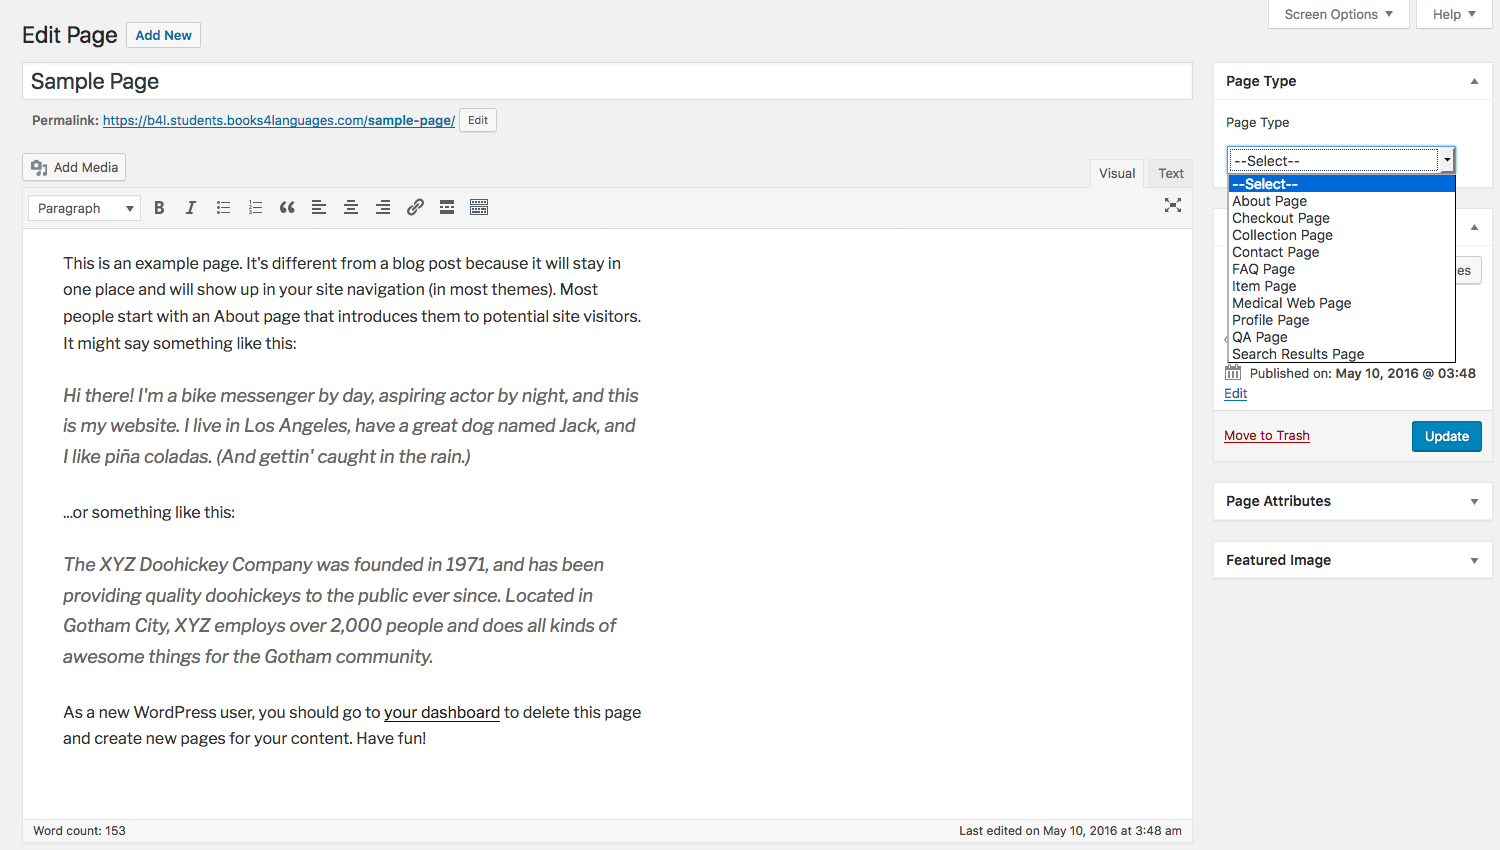 Screen Options
Help
Edit Page
Add New
Sample Page
Permalink: https://b4l.students.books4languages.com/sample-page/
Edit
Add Media
Visual
Text
Paragraph
B
I
This is an example page. It's different from a blog post because it will stay in
one place and will show up in your site navigation (in most themes). Most
people start with an About page that introduces them to potential site visitors.
It might say something like this:
Hi there! I'm a bike messenger by day, aspiring actor by night, and this
is my website. I live in Los Angeles, have a great dog named Jack, and
I like piña coladas. (And gettin' caught in the rain.)
...or something like this:
The XYZ Doohickey Company was founded in 1971, and has been
providing quality doohickeys to the public ever since. Located in
Gotham City, XYZ employs over 2,000 people and does all kinds of
awesome things for the Gotham community.
As a new WordPress user, you should go to your dashboard to delete this page
and create new pages for your content. Have fun!
Word count: 153
Last edited on May 10, 2016 at 3:48 am
Page Type
Page Type
--Select--
--Select--
About Page
Checkout Page
Collection Page
Contact Page
FAQ Page
Item Page
Medical Web Page
Profile Page
QA Page
Search Results Page
Published on: May 10, 2016 @ 03:48
Edit
Move to Trash
Update
Page Attributes
Featured Image